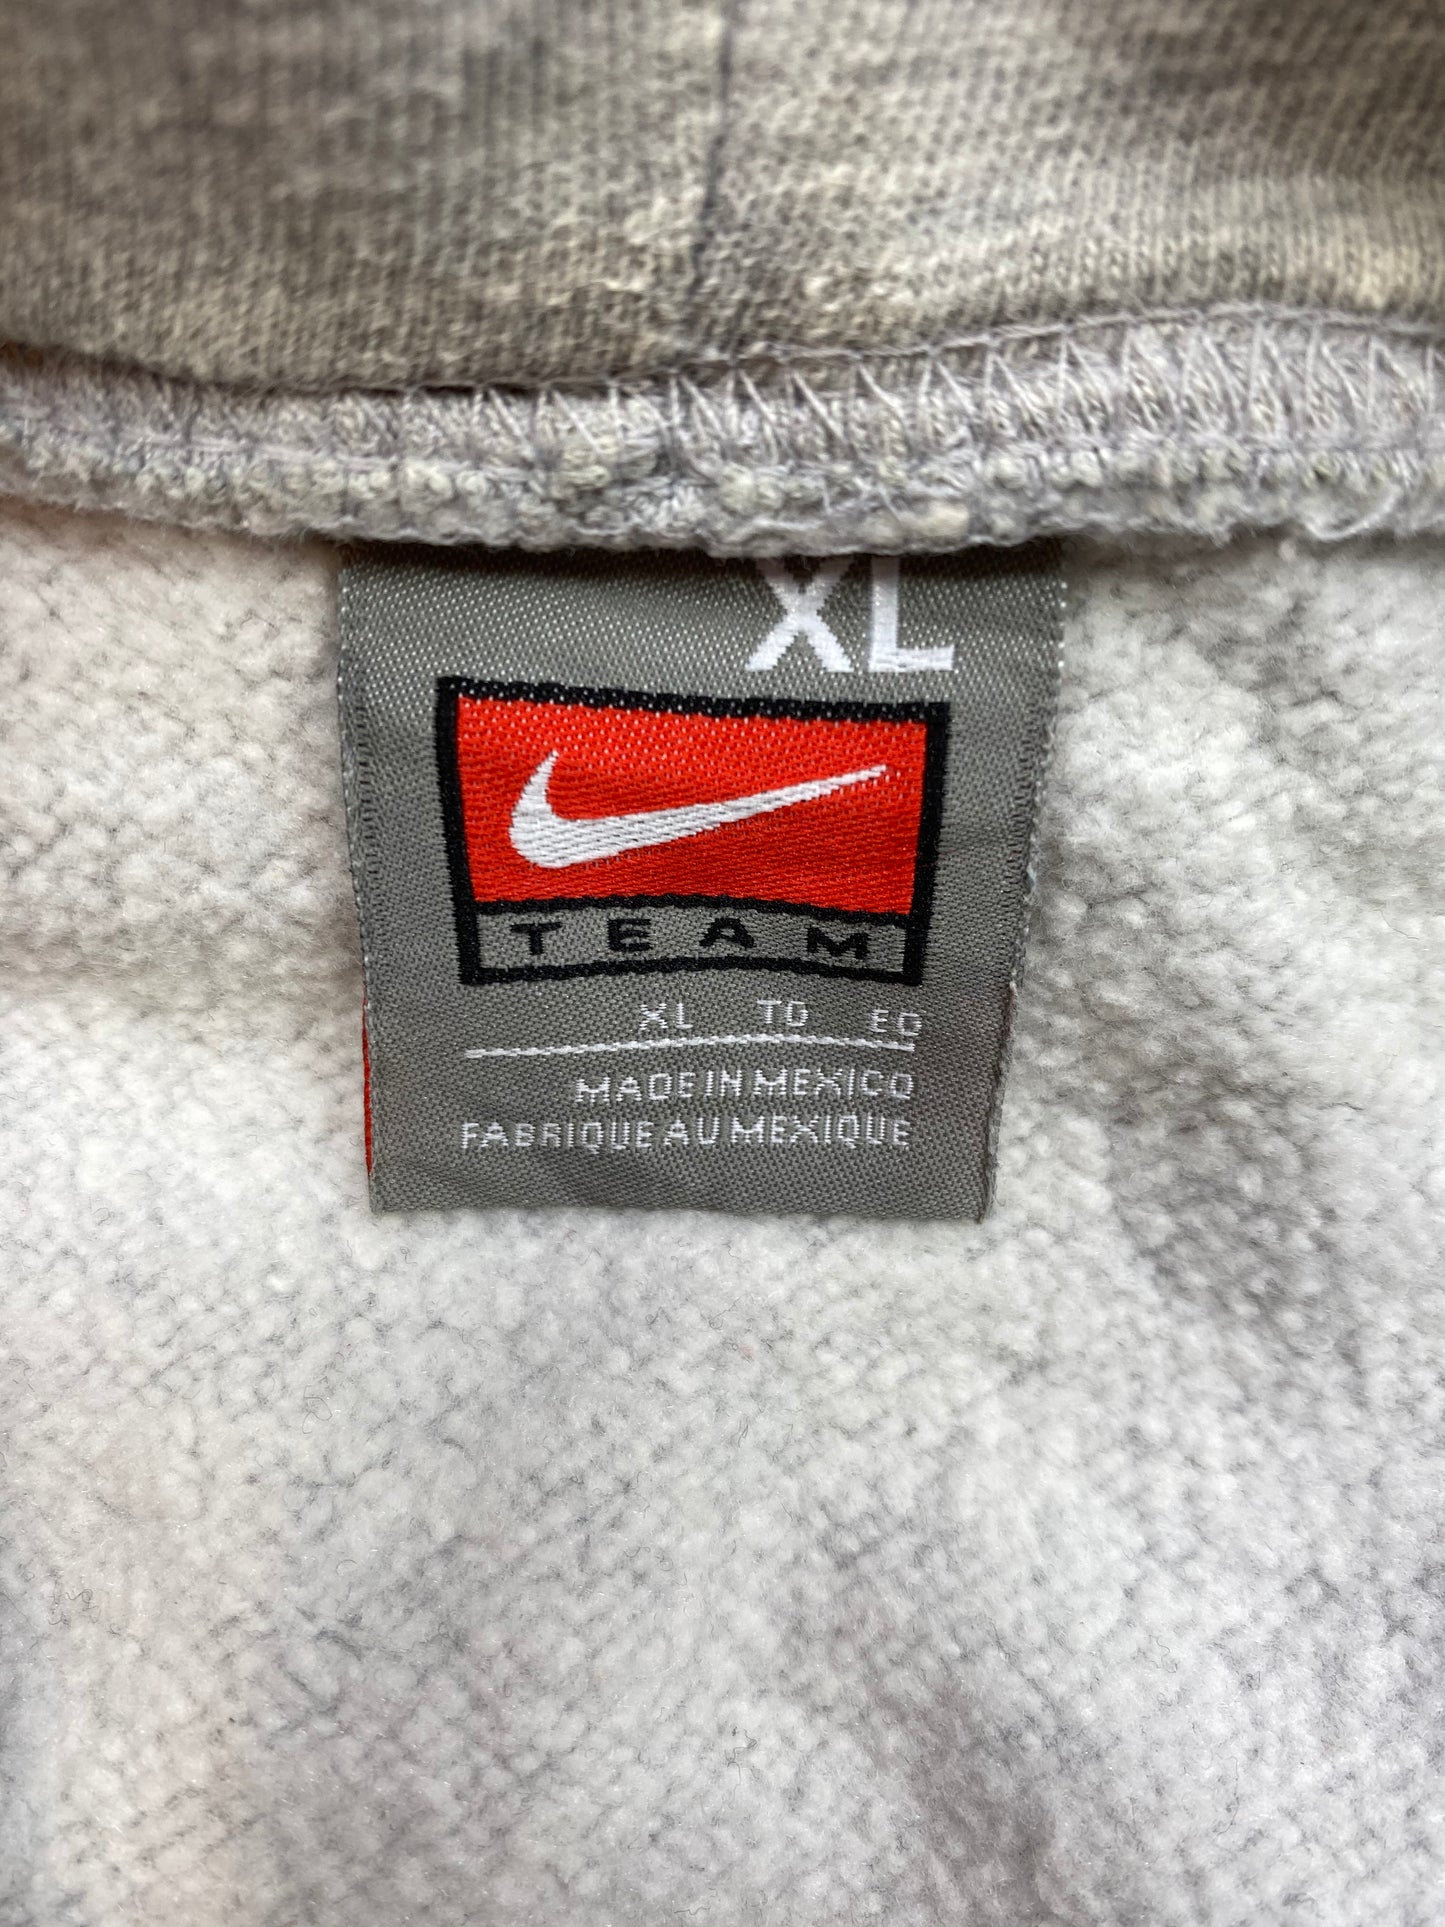 XL
TEAM
XL TG EG
MADE IN MEXICO
FABRIQUE AU MEXIQUE